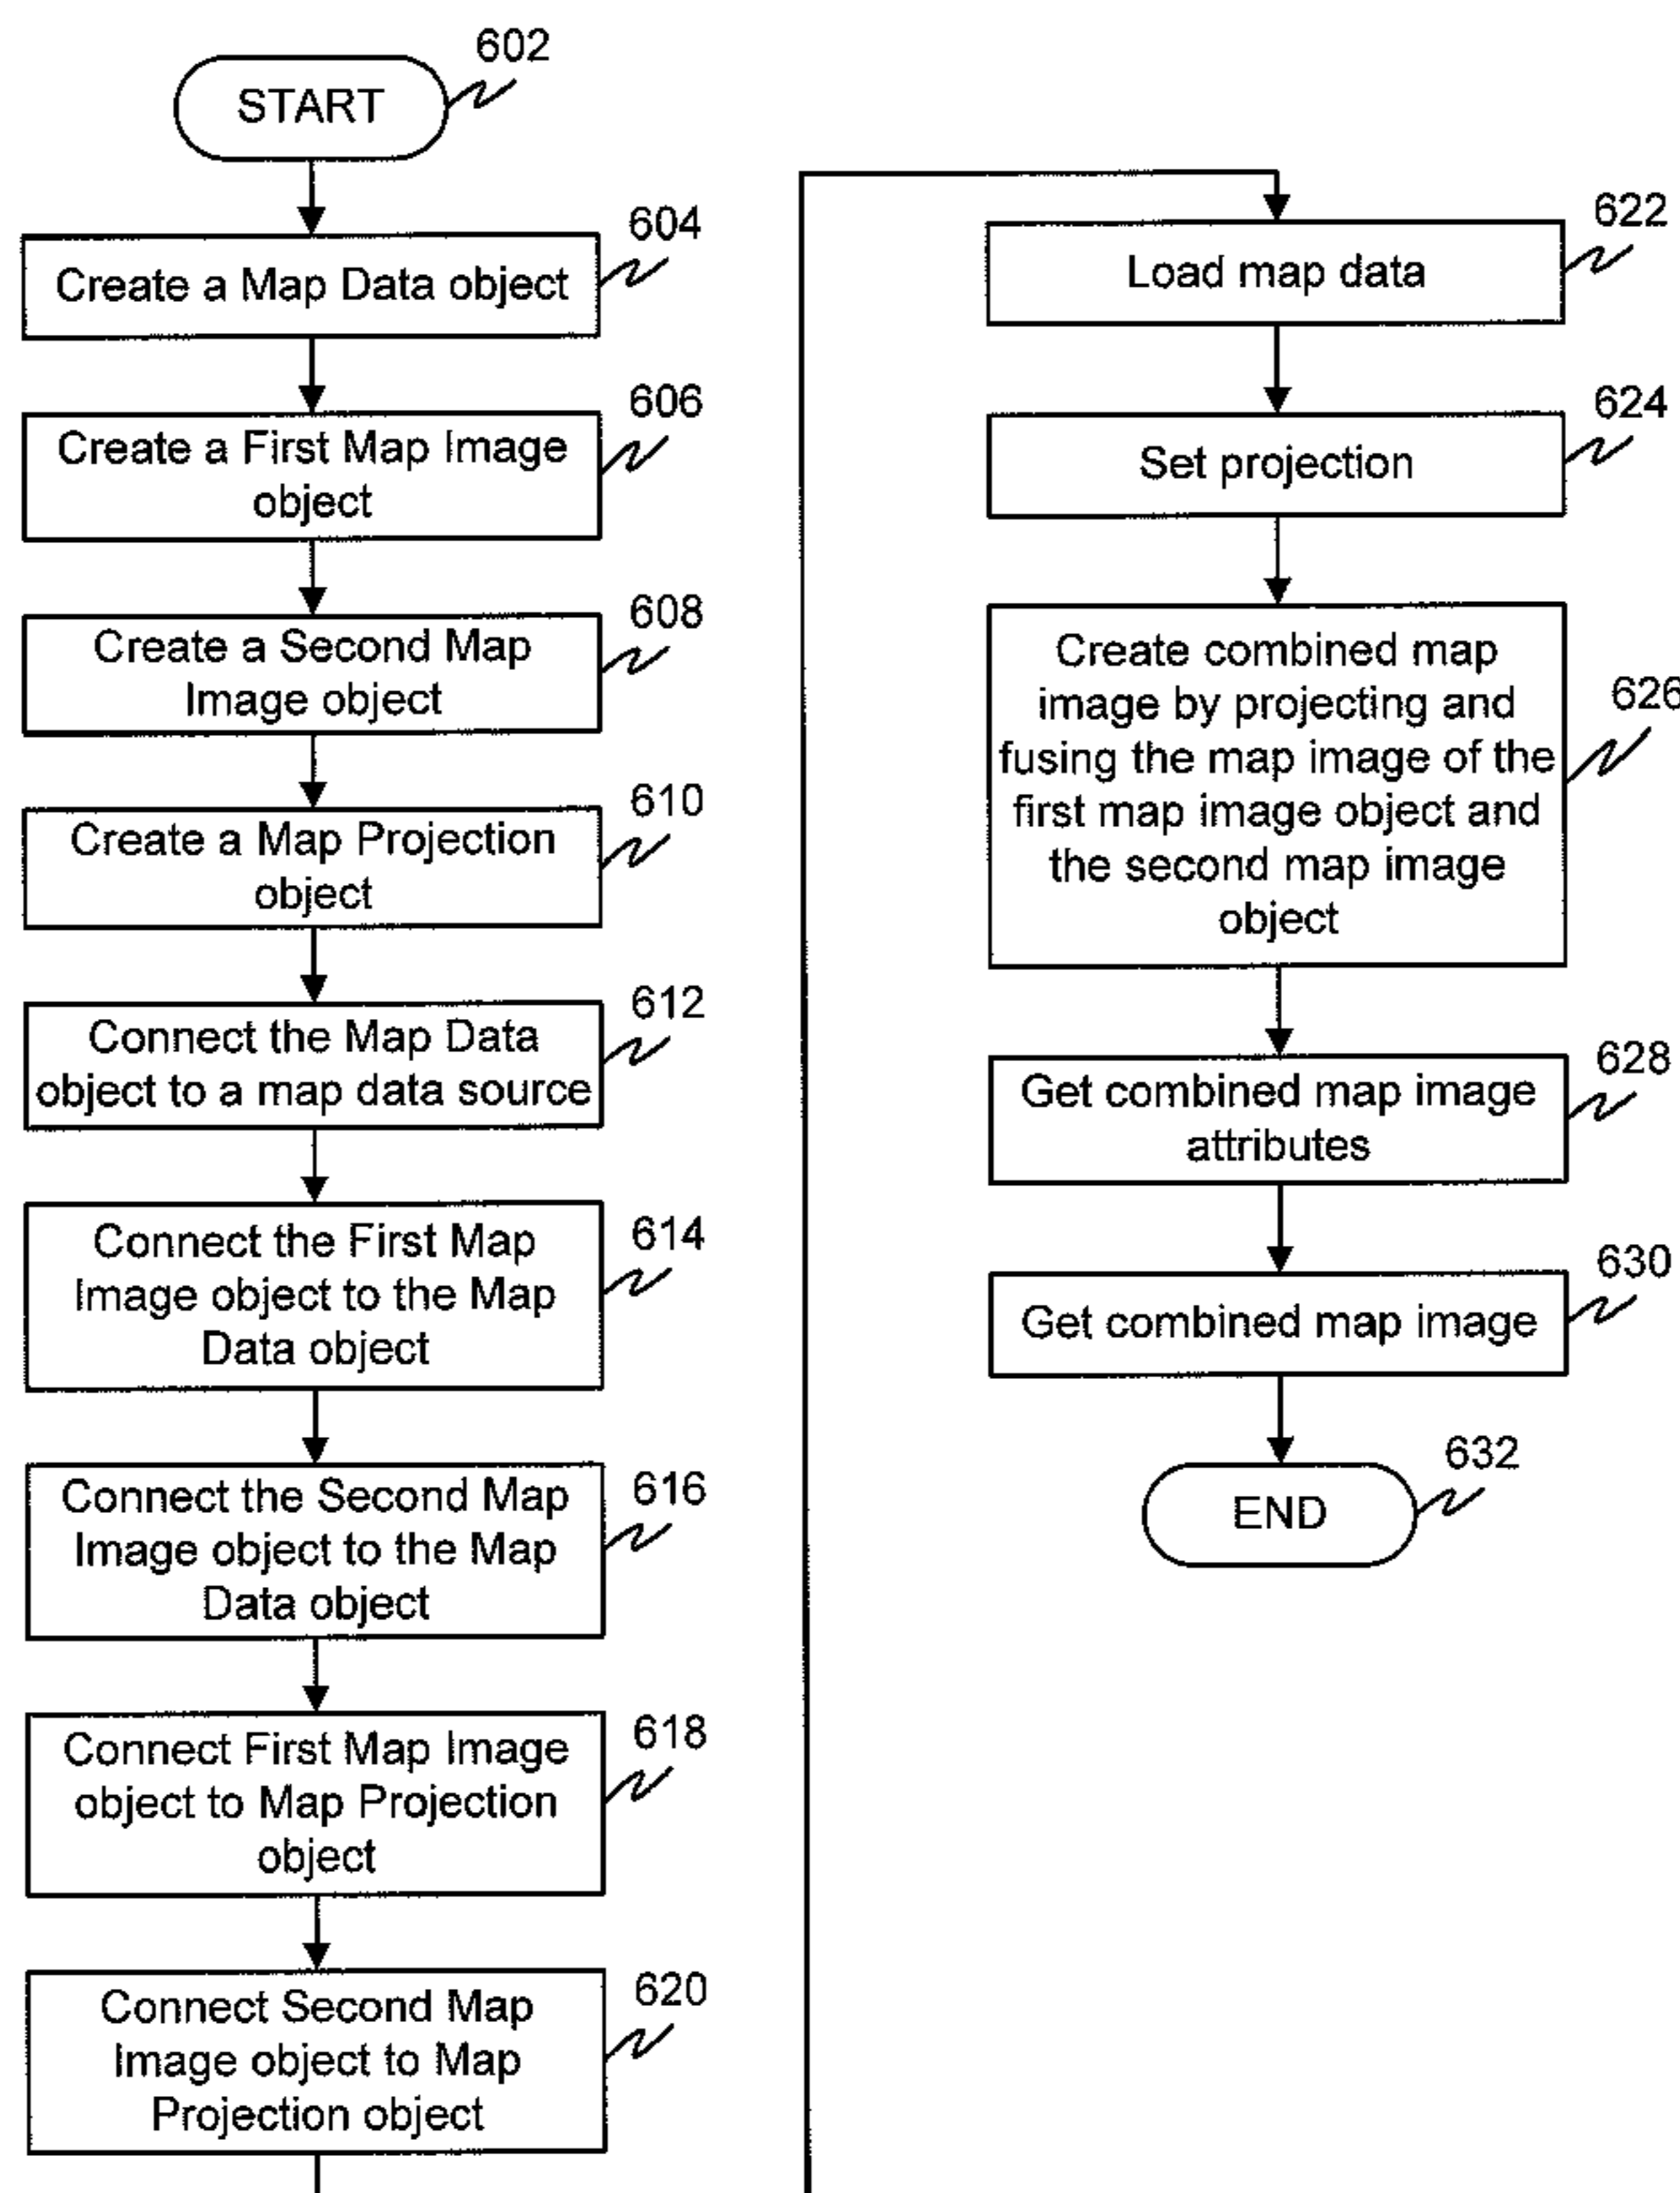 602
START
604
Create a Map Data object
606
Create a First Map Image
object
608
Create a Second Map
Image object
610
Create a Map Projection
object
612
Connect the Map Data
object to a map data source
614
Connect the First Map
Image object to the Map
Data object
616
Connect the Second Map
Image object to the Map
Data object
618
Connect First Map Image
object to Map Projection
object
620
Connect Second Map
Image object to Map
Projection object
622
Load map data
624
Set projection
626
Create combined map
image by projecting and
fusing the map image of the
first map image object and
the second map image
object
628
Get combined map image
attributes
630
Get combined map image
632
END